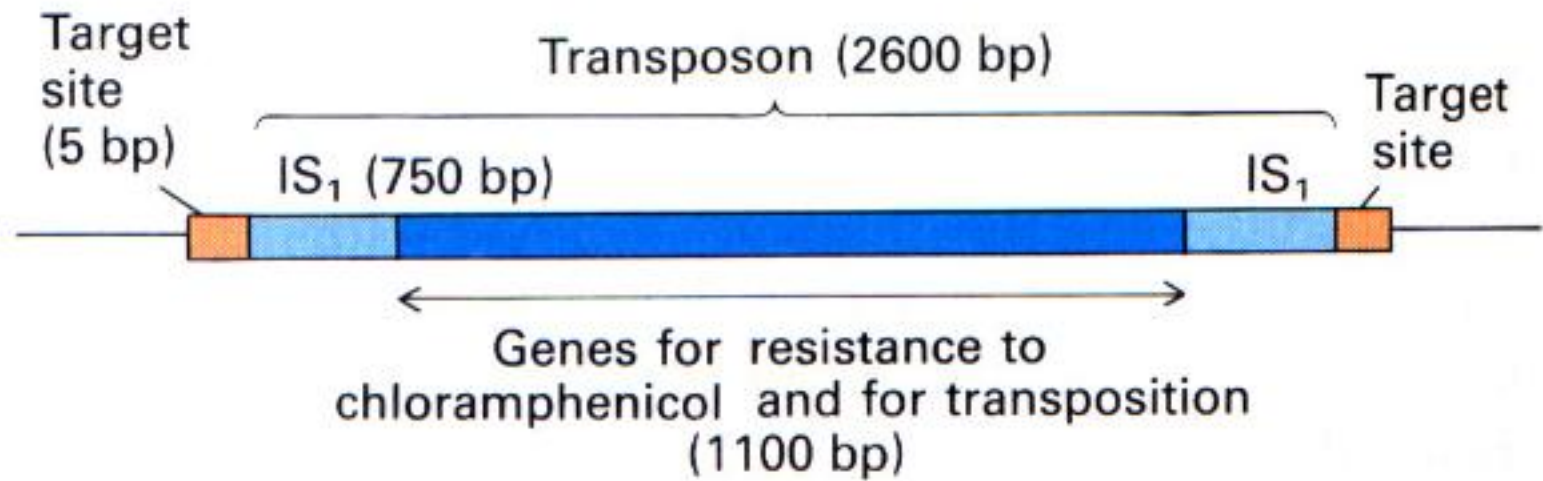 Target
site
(5 bp)
Transposon (2600 bp)
Target
site
IS₁ (750 bp)
IS₁
Genes for resistance to
chloramphenicol and for transposition
(1100 bp)